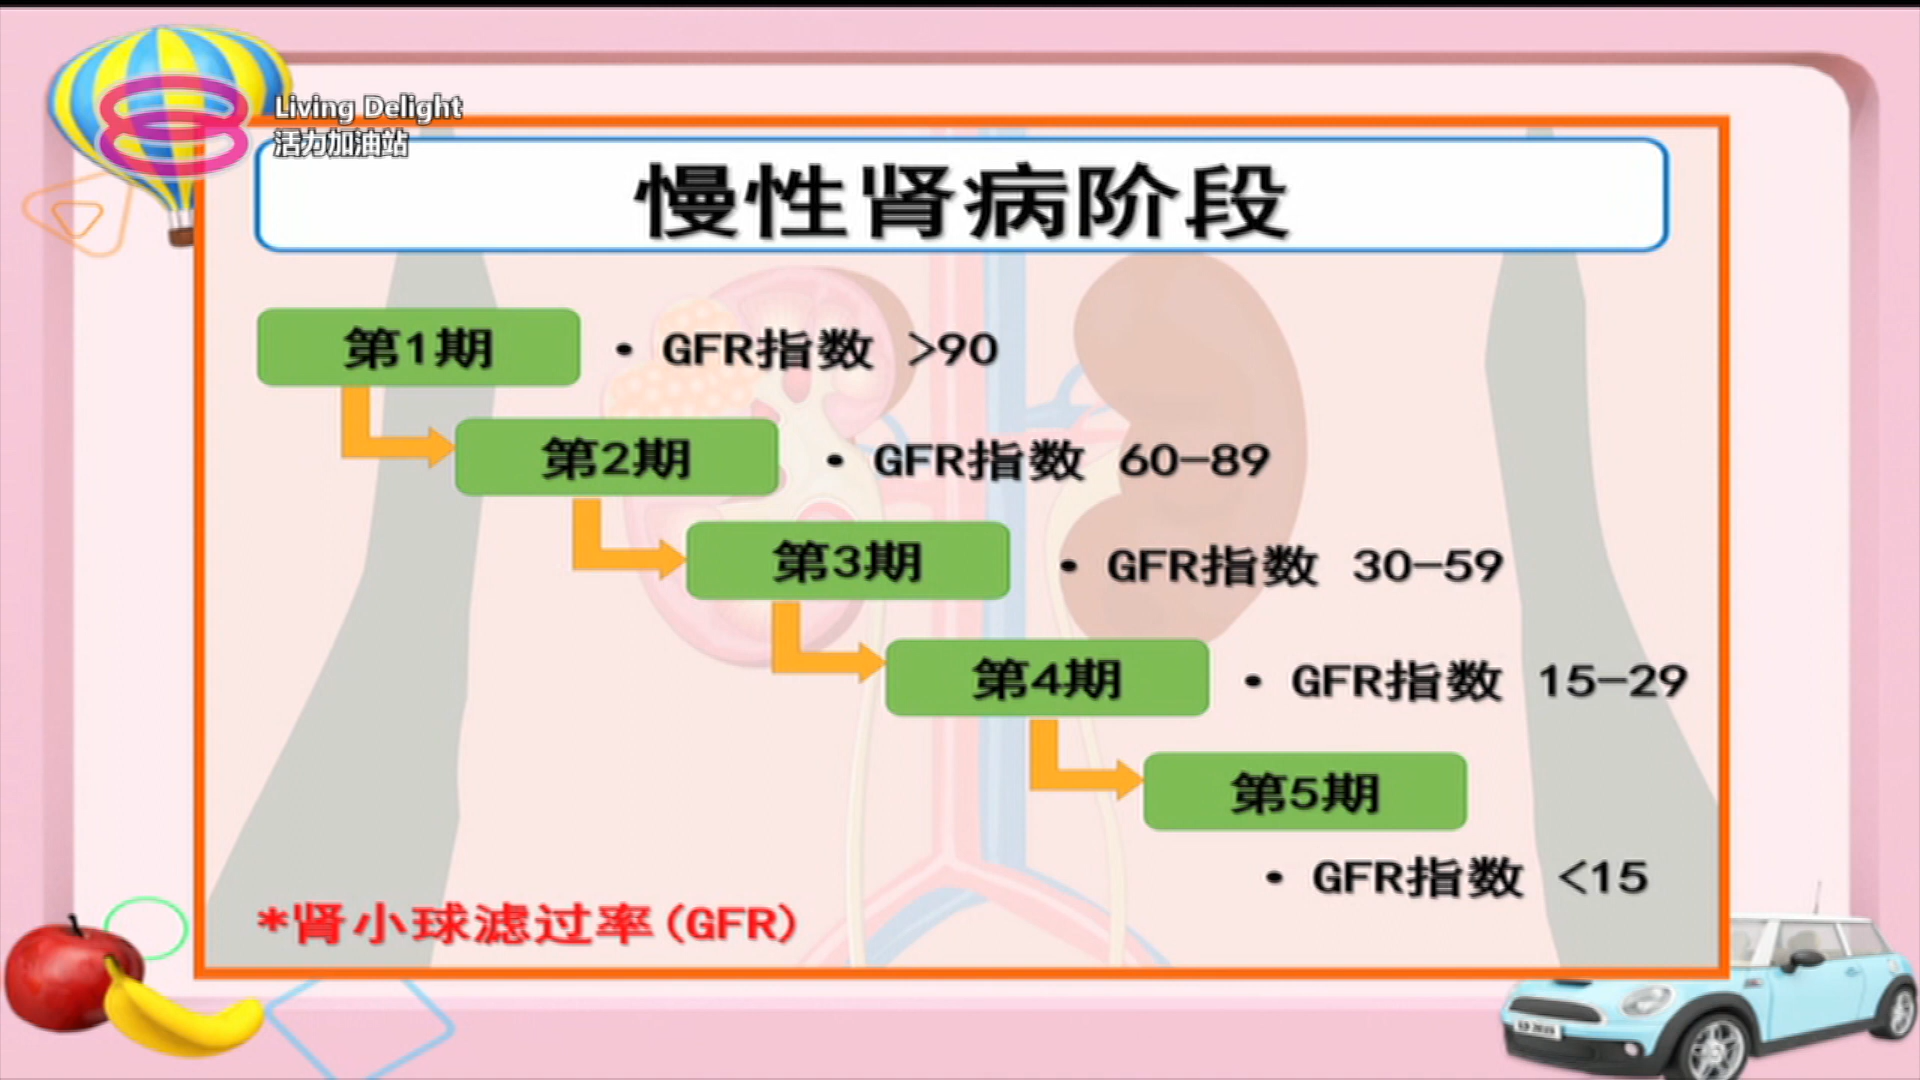 Living Delight
活力加油站
慢性肾病阶段
第1期
• GFR指数 >90
第2期
• GFR指数 60-89
第3期
• GFR指数 30-59
第4期
• GFR指数 15-29
第5期
• GFR指数 <15
*肾小球滤过率(GFR)